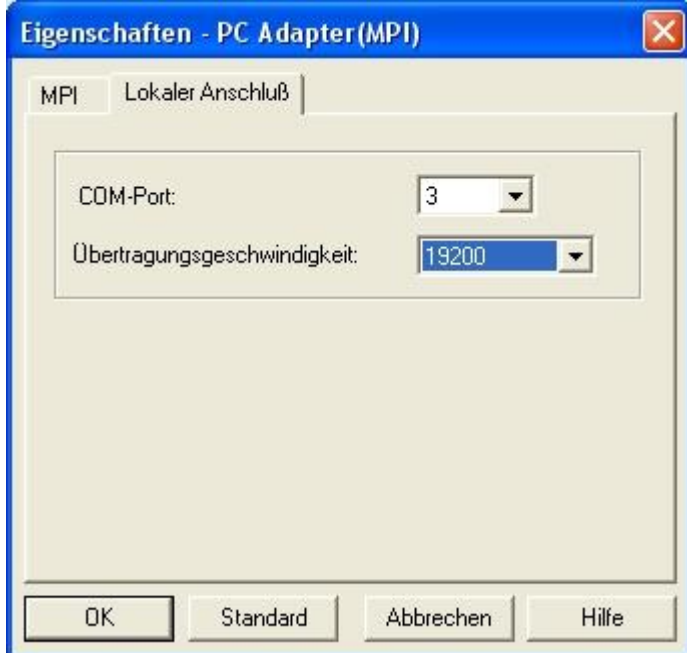 Eigenschaften - PC Adapter(MPI)
MPI Lokaler Anschluß
COM-Port: 3
Übertragungsgeschwindigkeit: 19200
OK Standard Abbrechen Hilfe